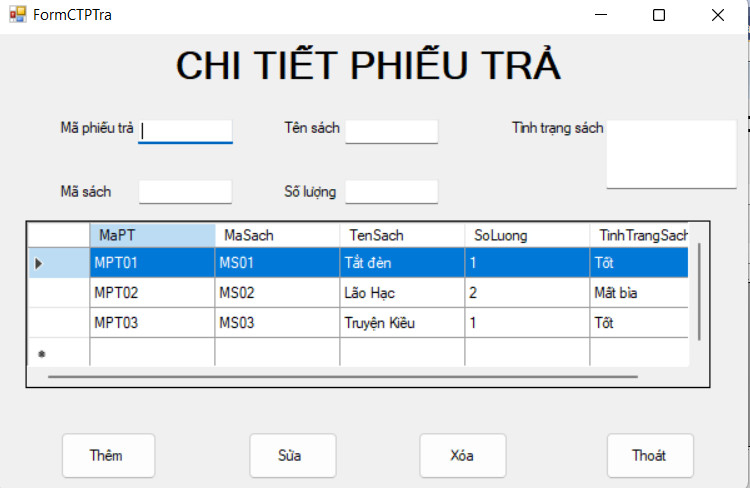 FormCTPTra
CHI TIẾT PHIẾU TRẢ
Mã phiếu trả Tên sách Tình trạng sách
Mã sách Số lượng
MaPT MaSach TenSach SoLuong TinhTrangSach
MPT01 MS01 Tắt đèn 1 Tốt
MPT02 MS02 Lão Hạc 2 Mất bìa
MPT03 MS03 Truyện Kiều 1 Tốt
Thêm Sửa Xóa Thoát